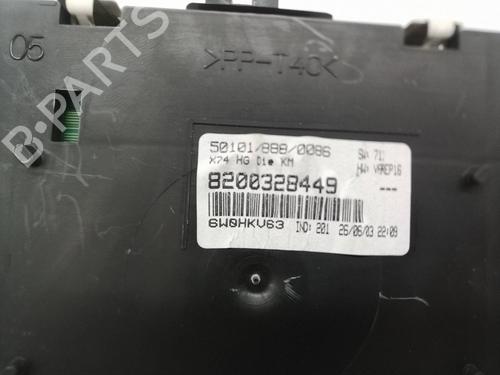 05
>PP-T40<
B-PARTS
50101/888/0086 SW: 711
X74 HG Die KM HW: VAREP16
8200328449 ---
6W0HKV63 IND: 201 26/06/03 22:09